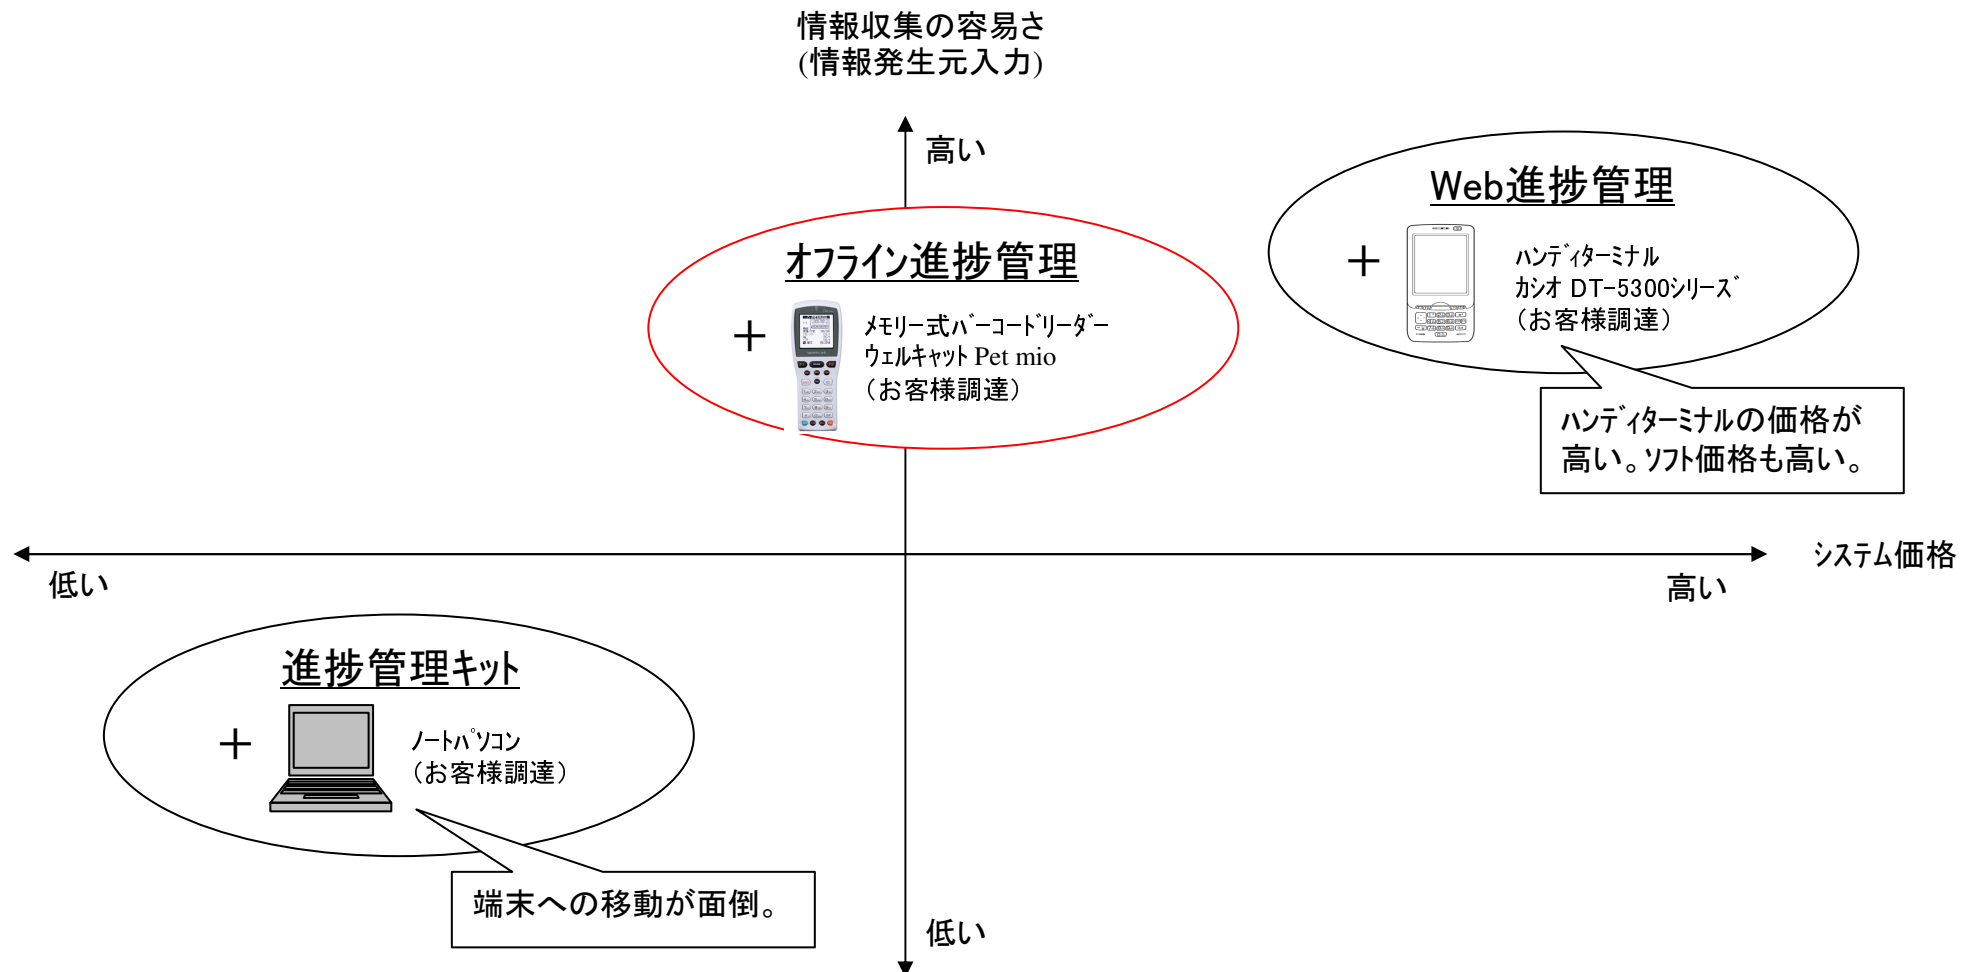 情報収集の容易さ
(情報発生元入力)
高い
Web進捗管理
＋
ﾊﾝﾃﾞｨﾀｰﾐﾅﾙ
ｶｼｵ DT-5300ｼﾘｰｽﾞ
（お客様調達）
ﾊﾝﾃﾞｨﾀｰﾐﾅﾙの価格が
高い。ｿﾌﾄ価格も高い。
ｵﾌﾗｲﾝ進捗管理
＋
ﾒﾓﾘｰ式ﾊﾞｰｺｰﾄﾞﾘｰﾀﾞｰ
ｳｪﾙｷｬｯﾄ Pet mio
（お客様調達）
低い
高い
ｼｽﾃﾑ価格
進捗管理ｷｯﾄ
＋
ﾉｰﾄﾊﾟｿｺﾝ
（お客様調達）
端末への移動が面倒。
低い